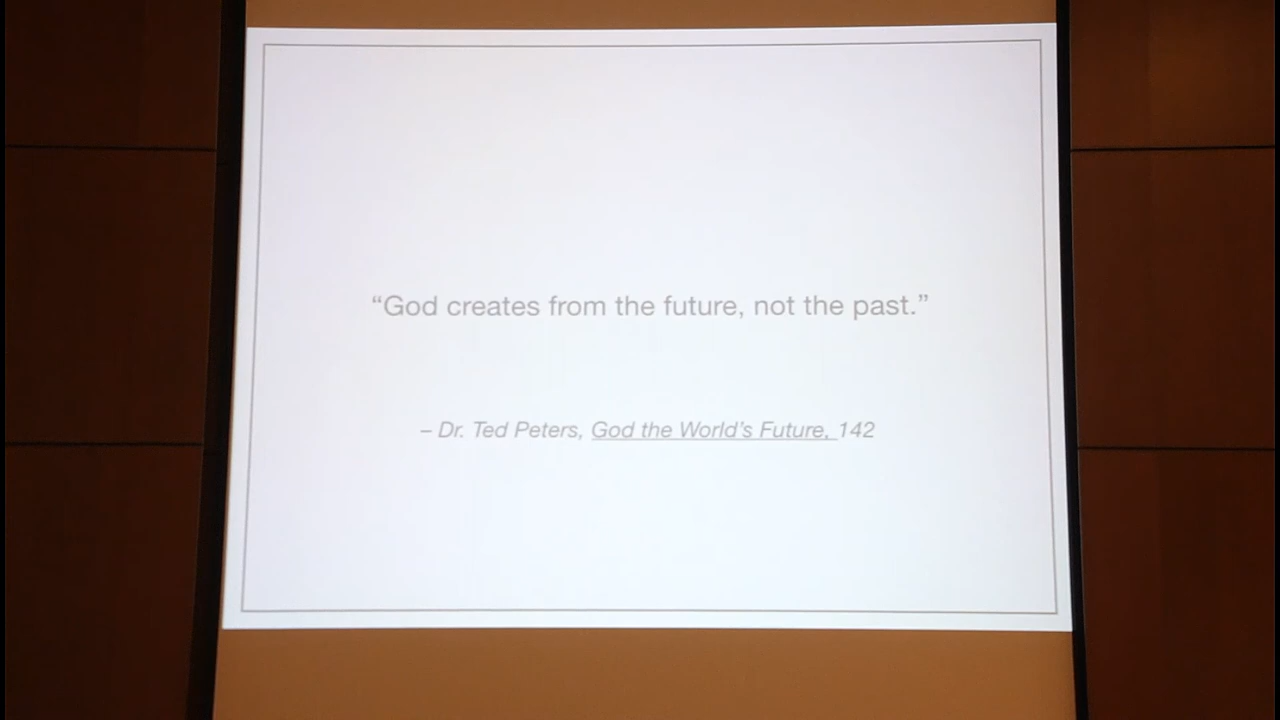 “God creates from the future, not the past.”
– Dr. Ted Peters, God the World’s Future, 142